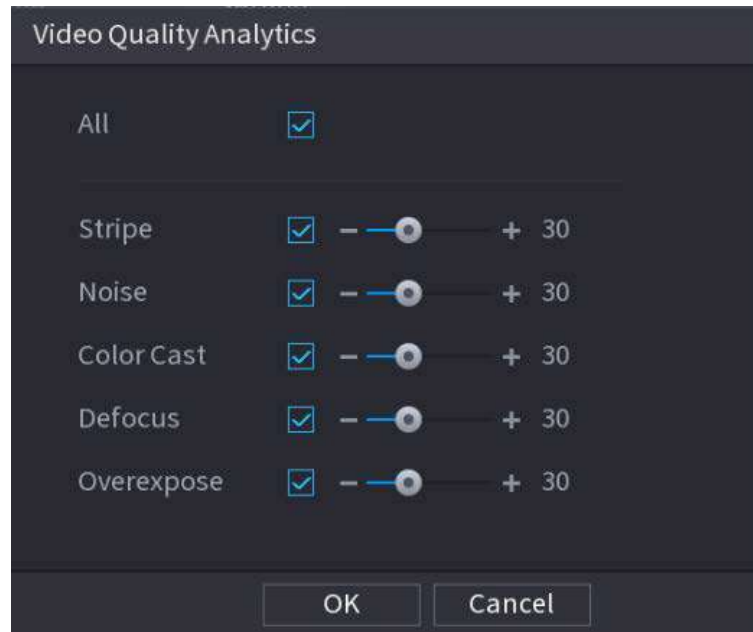 Video Quality Analytics
All
Stripe 30
Noise 30
Color Cast 30
Defocus 30
Overexpose 30
OK Cancel